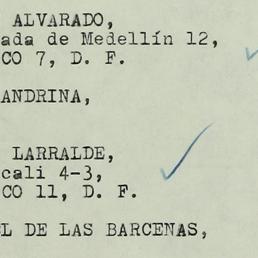 ALVARADO,
ada de Medellín 12,
CO 7, D. F.
ANDRINA,
LARRALDE,
cali 4-3,
CO 11, D. F.
L DE LAS BARCENAS,